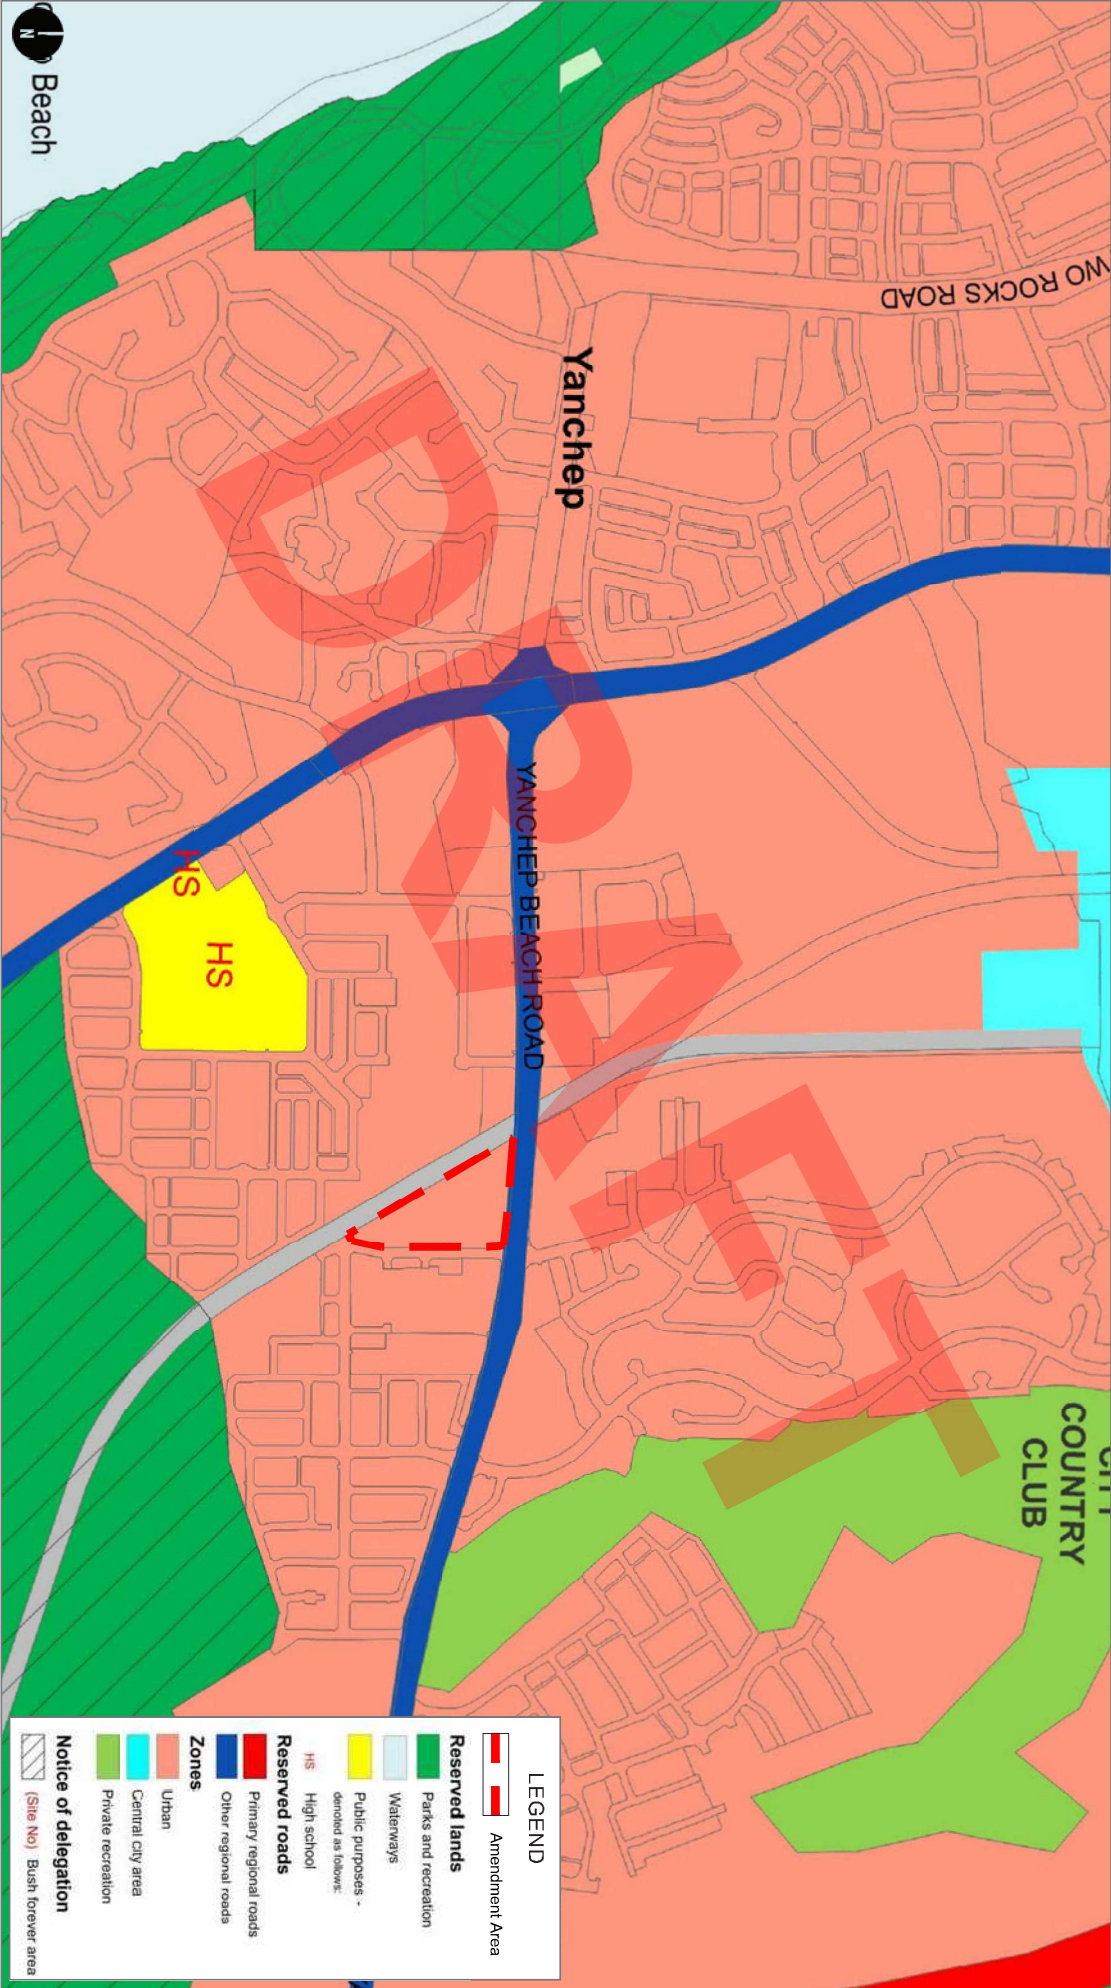 N
Beach
WO ROCKS ROAD
Yanchep
YANCHEP BEACH ROAD
HS
HS
DRAFT
COUNTRY
CLUB
LEGEND
Amendment Area
Reserved lands
Parks and recreation
Waterways
Public purposes -
denoted as follows:
HS High school
Reserved roads
Primary regional roads
Other regional roads
Zones
Urban
Central city area
Private recreation
Notice of delegation
(Site No) Bush forever area